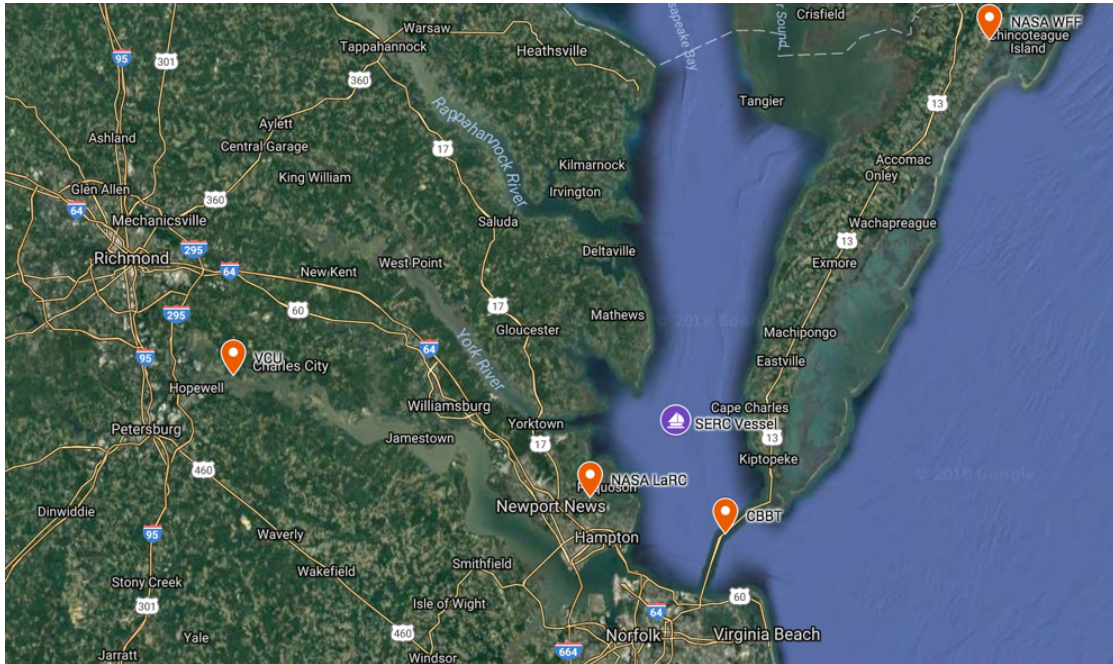 Crisfield
NASA WFF
Chincoteague
Island
Warsaw
Tappahannock
Heathsville
95
301
360
13
Tangier
Rappahannock River
Ashland
Aylett
Central Garage
17
King William
Kilmarnock
Irvington
Accomac
Onley
Glen Allen
64
360
Mechanicsville
Saluda
Wachapreague
295
Richmond
64
New Kent
West Point
Deltaville
13
Exmore
60
17
295
Gloucester
Mathews
© 2018 Google
Machipongo
Eastville
95
VCU
Charles City
64
York River
Hopewell
Williamsburg
Cape Charles
SERC Vessel
Petersburg
Jamestown
Yorktown
17
13
Kiptopeke
460
NASA LaRC
© 2018 Google
Dinwiddie
Newport News
CBBT
95
Waverly
Hampton
Smithfield
Wakefield
Stony Creek
301
Isle of Wight
64
60
Yale
460
Norfolk
Virginia Beach
Jarratt
Windsor
664